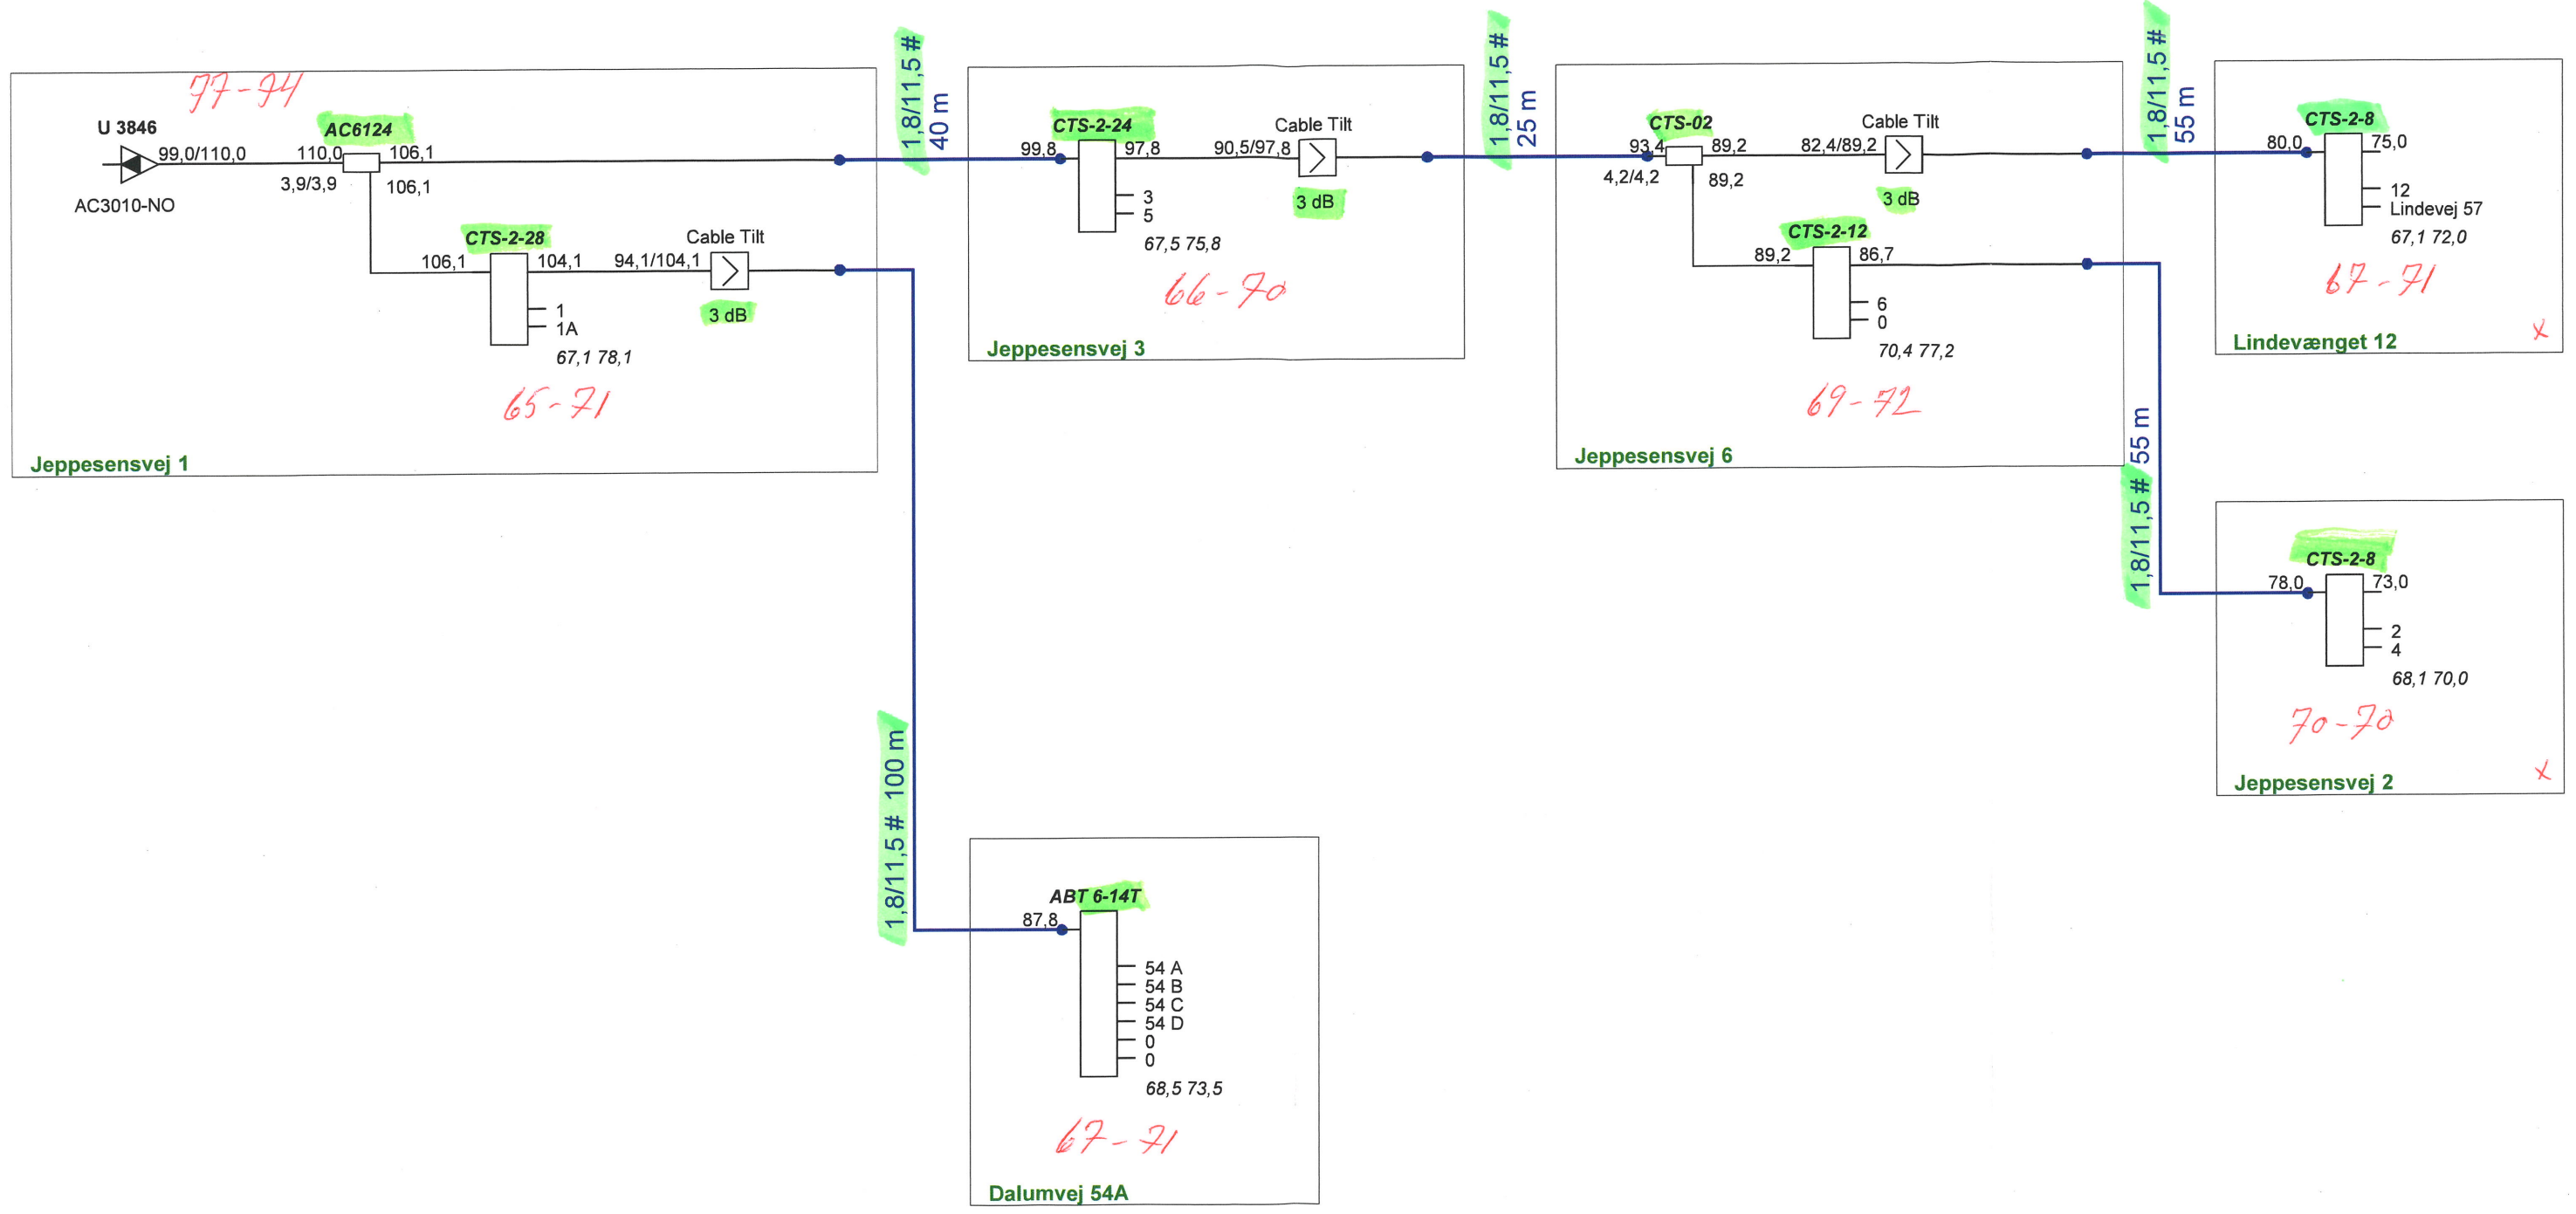 77-74
U 3846
AC6124
99,0/110,0
110,0
106,1
3,9/3,9
106,1
AC3010-NO
CTS-2-28
Cable Tilt
106,1
104,1
94,1/104,1
3 dB
1
1A
67,1 78,1
65-71
Jeppesensvej 1
1,8/11,5 #
40 m
CTS-2-24
Cable Tilt
99,8
97,8
90,5/97,8
3 dB
3
5
67,5 75,8
66-70
Jeppesensvej 3
1,8/11,5 #
25 m
CTS-02
Cable Tilt
93,4
89,2
82,4/89,2
4,2/4,2
89,2
3 dB
CTS-2-12
89,2
86,7
6
0
70,4 77,2
69-72
Jeppesensvej 6
1,8/11,5 #
55 m
CTS-2-8
80,0
75,0
12
Lindevej 57
67,1 72,0
67-71
Lindevænget 12
x
1,8/11,5 # 55 m
CTS-2-8
78,0
73,0
2
4
68,1 70,0
70-70
Jeppesensvej 2
x
1,8/11,5 # 100 m
ABT 6-14T
87,8
54 A
54 B
54 C
54 D
0
0
68,5 73,5
67-71
Dalumvej 54A